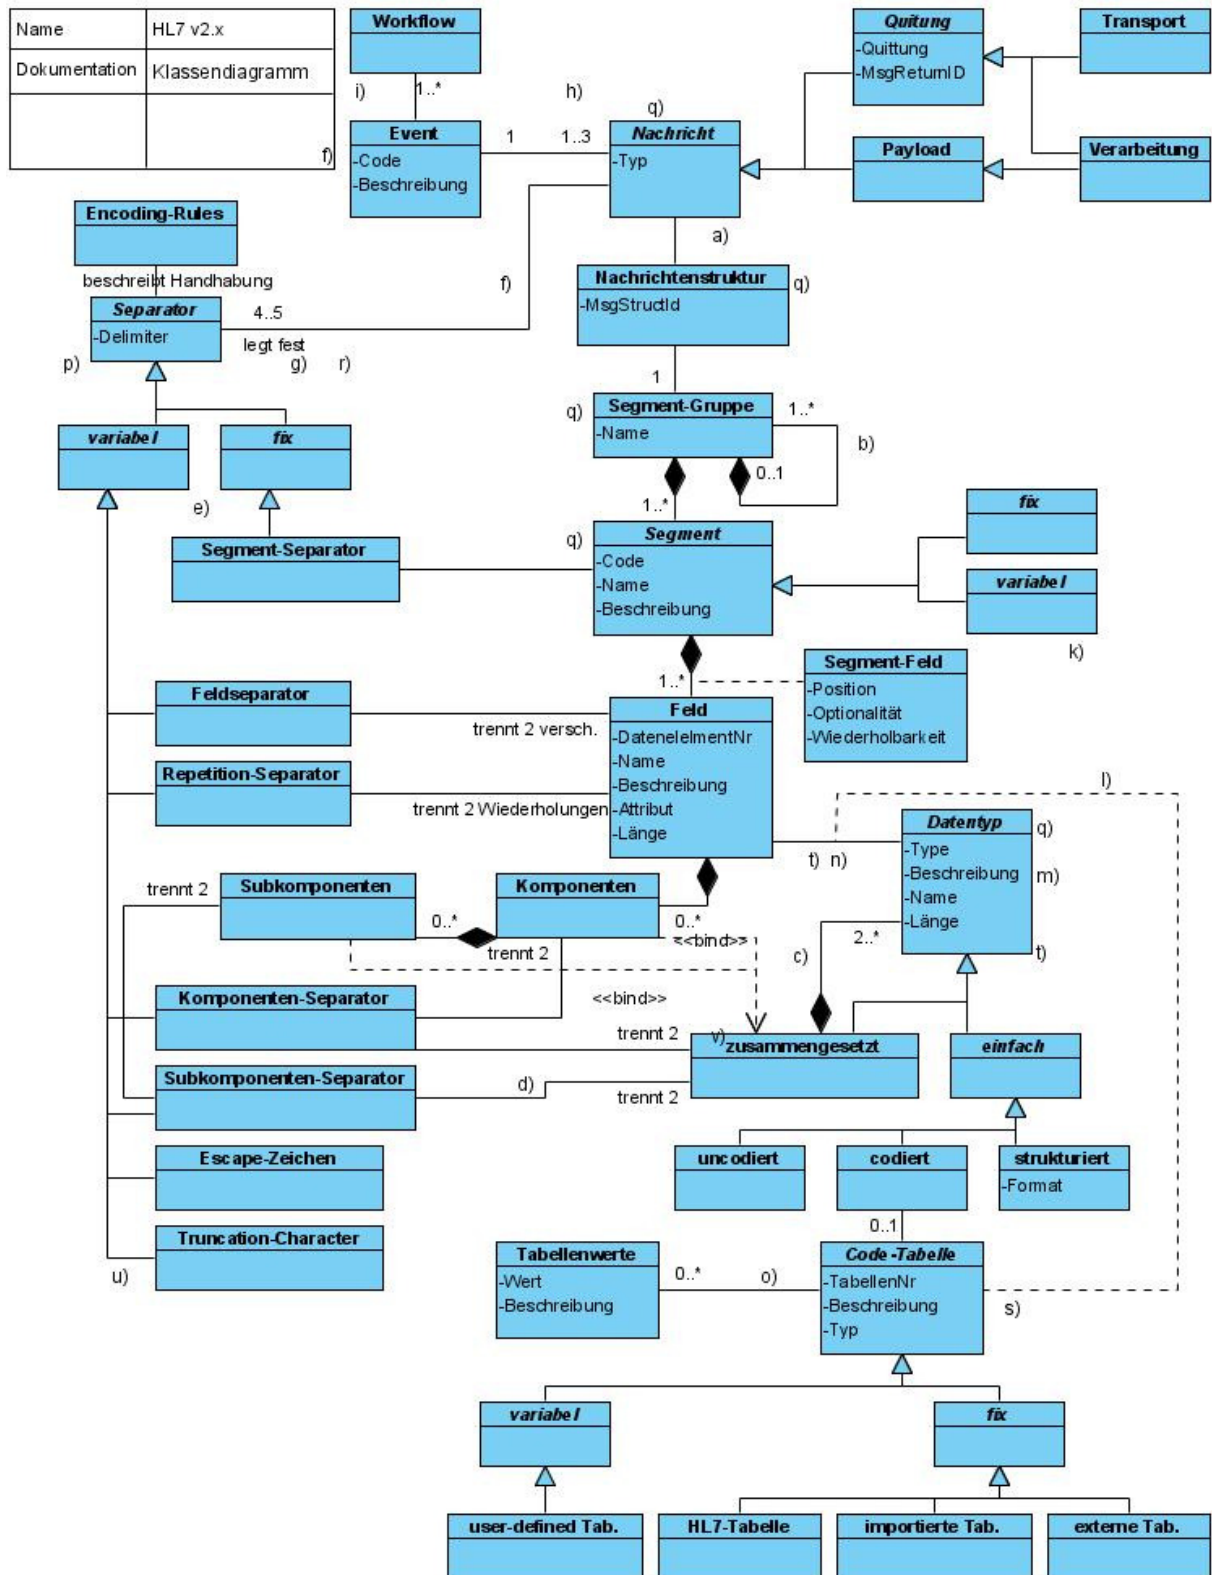 Name
HL7 v2.x
Dokumentation
Klassendiagramm
f)
Workflow
i)
1..*
h)
Event
-Code
-Beschreibung
1
1..3
q)
Nachricht
-Typ
Quitung
-Quittung
-MsgReturnID
Transport
Payload
Verarbeitung
a)
Encoding-Rules
beschreibt Handhabung
Separator
-Delimiter
4..5
legt fest
f)
p)
g)
r)
Nachrichtenstruktur
-MsgStructId
q)
1
q)
Segment-Gruppe
-Name
1..*
b)
0..1
variabel
fix
e)
Segment-Separator
1..*
q)
Segment
-Code
-Name
-Beschreibung
fix
variabel
k)
1..*
Segment-Feld
-Position
-Optionalität
-Wiederholbarkeit
Feldseparator
trennt 2 versch.
Feld
-DatenelelmentNr
-Name
-Beschreibung
-Attribut
-Länge
Repetition-Separator
trennt 2 Wiederholungen
l)
t) n)
Datentyp
-Type
-Beschreibung
-Name
-Länge
q)
m)
t)
trennt 2
Subkomponenten
0..*
Komponenten
0..*
trennt 2
<<bind>>
c)
2..*
Komponenten-Separator
<<bind>>
trennt 2
v)
zusammengesetzt
einfach
Subkomponenten-Separator
d)
trennt 2
Escape-Zeichen
uncodiert
codiert
strukturiert
-Format
0..1
Truncation-Character
u)
Tabellenwerte
-Wert
-Beschreibung
0..*
o)
Code-Tabelle
-TabellenNr
-Beschreibung
-Typ
s)
variabel
fix
user-defined Tab.
HL7-Tabelle
importierte Tab.
externe Tab.